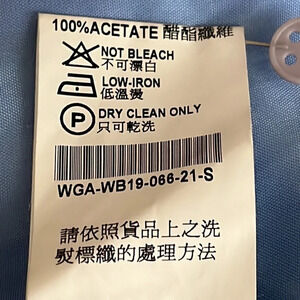 100%ACETATE 醋酯纖維
NOT BLEACH
不可漂白
LOW-IRON
低溫燙
P
DRY CLEAN ONLY
只可乾洗
WGA-WB19-066-21-S
請依照貨品上之洗
熨標纖的處理方法